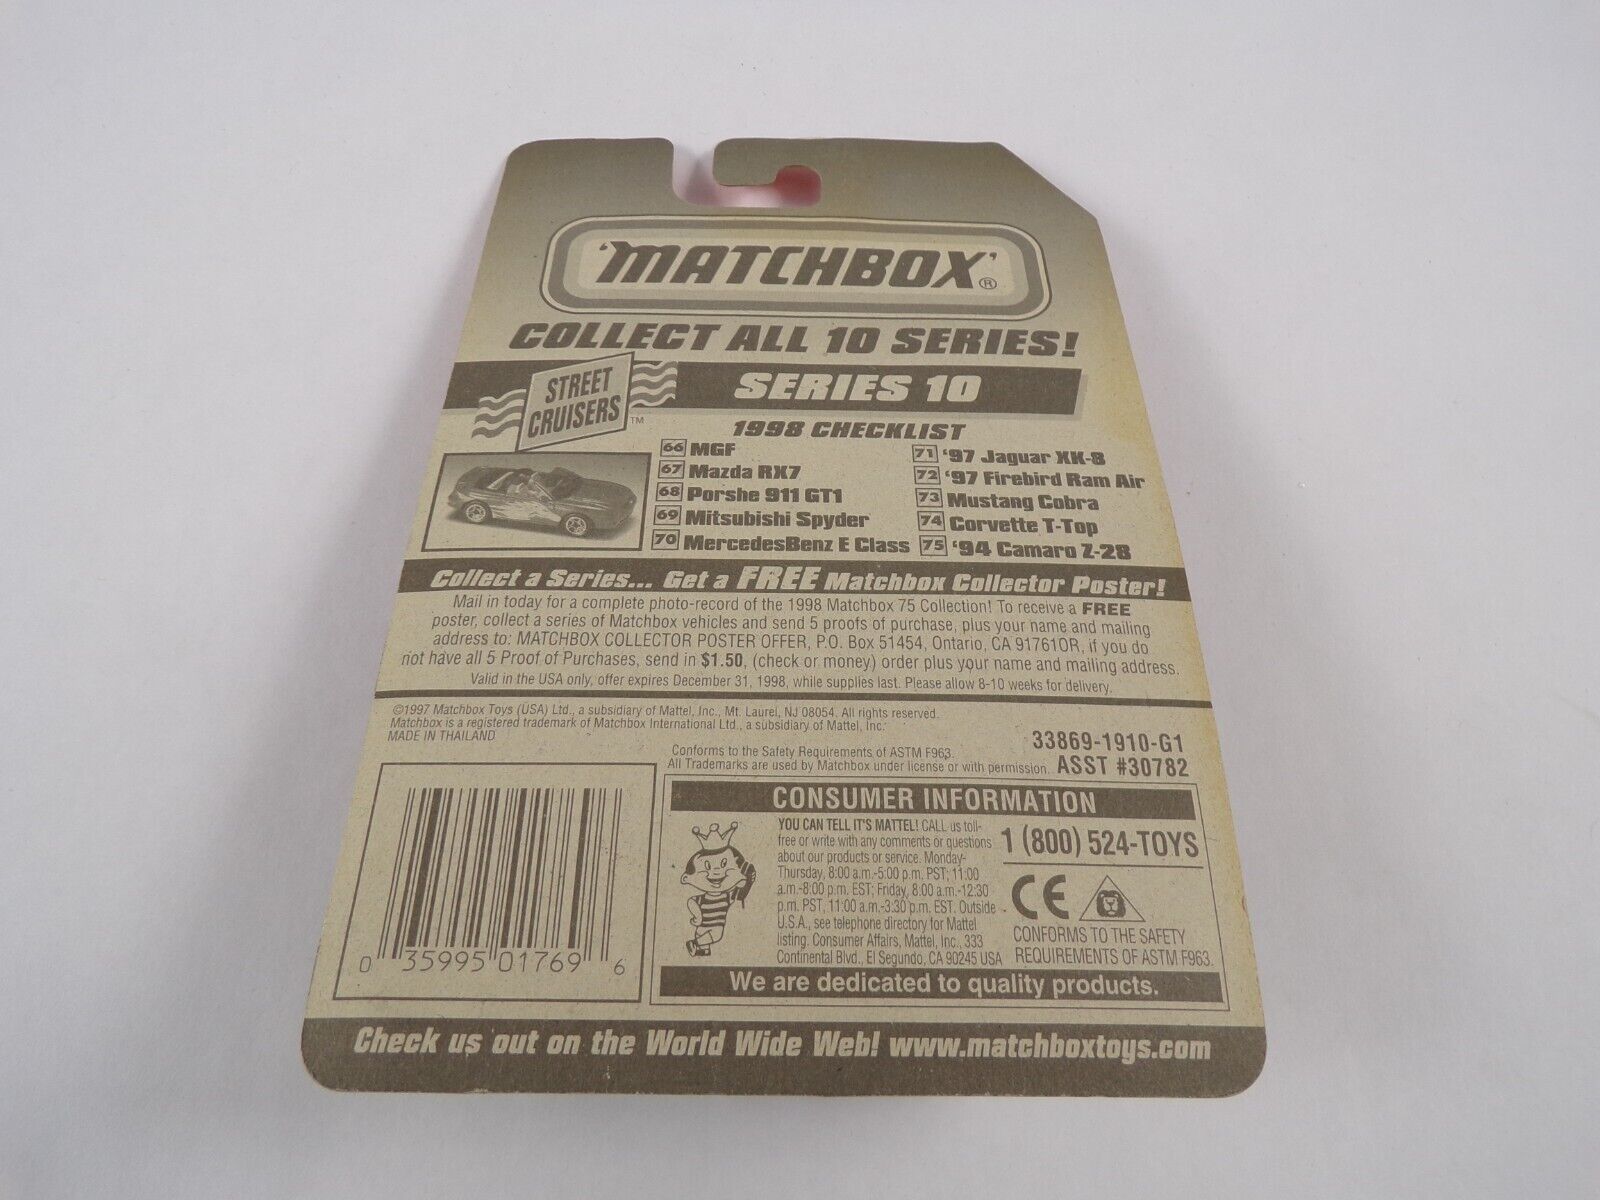 'MATCHBOX'®
COLLECT ALL 10 SERIES!
STREET
CRUISERS™
SERIES 10
1998 CHECKLIST
66 MGF
67 Mazda RX7
68 Porshe 911 GT1
69 Mitsubishi Spyder
70 MercedesBenz E Class
71 '97 Jaguar XK-8
72 '97 Firebird Ram Air
73 Mustang Cobra
74 Corvette T-Top
75 '94 Camaro Z-28
Collect a Series... Get a FREE Matchbox Collector Poster!
Mail in today for a complete photo-record of the 1998 Matchbox 75 Collection! To receive a FREE
poster, collect a series of Matchbox vehicles and send 5 proofs of purchase, plus your name and mailing
address to: MATCHBOX COLLECTOR POSTER OFFER, P.O. Box 51454, Ontario, CA 91761OR, if you do
not have all 5 Proof of Purchases, send in $1.50, (check or money) order plus your name and mailing address.
Valid in the USA only, offer expires December 31, 1998, while supplies last. Please allow 8-10 weeks for delivery.
©1997 Matchbox Toys (USA) Ltd., a subsidiary of Mattel, Inc., Mt. Laurel, NJ 08054. All rights reserved.
Matchbox is a registered trademark of Matchbox International Ltd., a subsidiary of Mattel, Inc.
MADE IN THAILAND
Conforms to the Safety Requirements of ASTM F963.
All Trademarks are used by Matchbox under license or with permission.
33869-1910-G1
ASST #30782
0 35995 01769 6
CONSUMER INFORMATION
YOU CAN TELL IT'S MATTEL! CALL us toll-
free or write with any comments or questions
about our products or service. Monday-
Thursday, 8:00 a.m.-5:00 p.m. PST; 11:00
a.m.-8:00 p.m. EST; Friday, 8:00 a.m.-12:30
p.m. PST, 11:00 a.m.-3:30 p.m. EST. Outside
U.S.A., see telephone directory for Mattel
listing. Consumer Affairs, Mattel, Inc., 333
Continental Blvd., El Segundo, CA 90245 USA
1 (800) 524-TOYS
CE
CONFORMS TO THE SAFETY
REQUIREMENTS OF ASTM F963.
We are dedicated to quality products.
Check us out on the World Wide Web! www.matchboxtoys.com